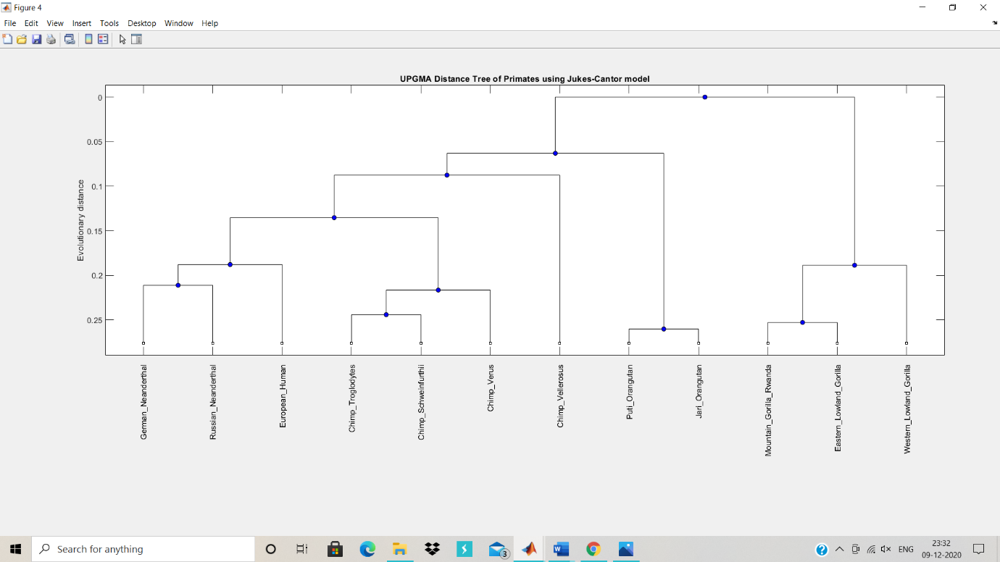 Figure 4
File Edit View Insert Tools Desktop Window Help
UPGMA Distance Tree of Primates using Jukes-Cantor model
0
0.05
0.1
0.15
0.2
0.25
Evolutionary distance
German_Neanderthal
Russian_Neanderthal
European_Human
Chimp_Troglodytes
Chimp_Schweinfurthii
Chimp_Verus
Chimp_Vellerosus
Puti_Orangutan
Jari_Orangutan
Mountain_Gorilla_Rwanda
Eastern_Lowland_Gorilla
Western_Lowland_Gorilla
Search for anything
3
ENG
23:32
09-12-2020